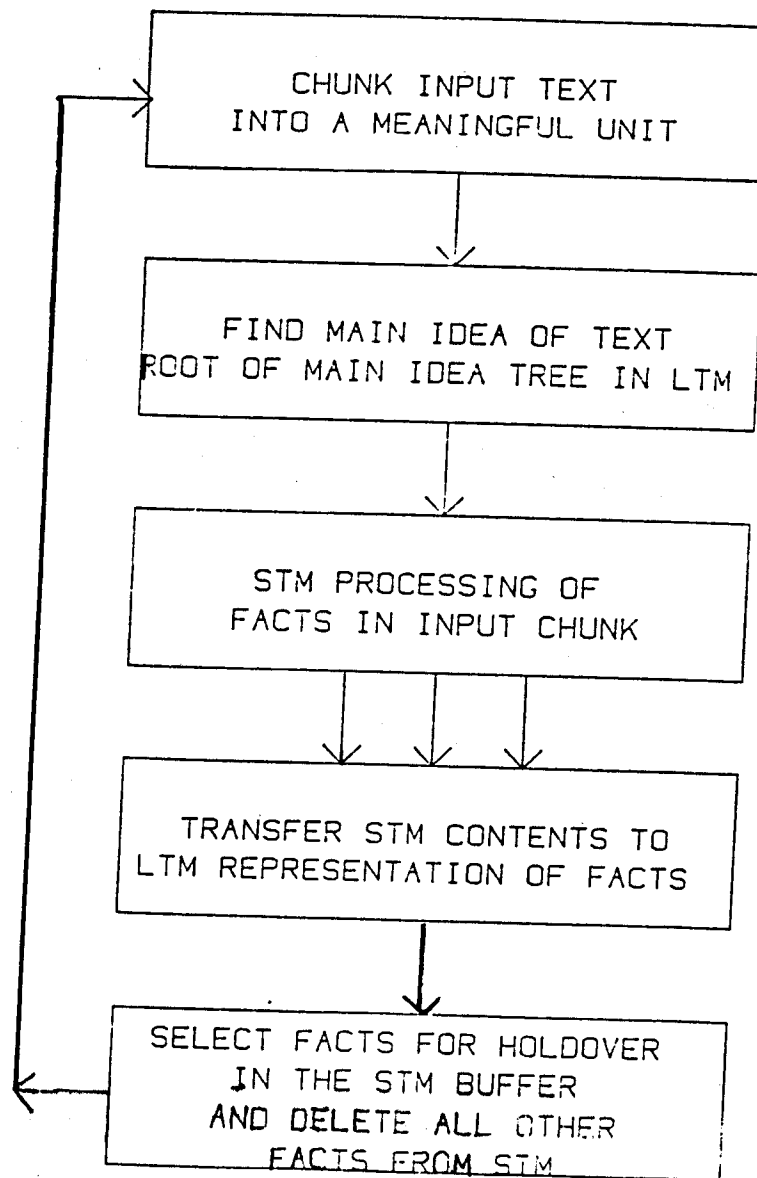 CHUNK INPUT TEXT
INTO A MEANINGFUL UNIT
FIND MAIN IDEA OF TEXT
ROOT OF MAIN IDEA TREE IN LTM
STM PROCESSING OF
FACTS IN INPUT CHUNK
TRANSFER STM CONTENTS TO
LTM REPRESENTATION OF FACTS
SELECT FACTS FOR HOLDOVER
IN THE STM BUFFER
AND DELETE ALL OTHER
FACTS FROM STM